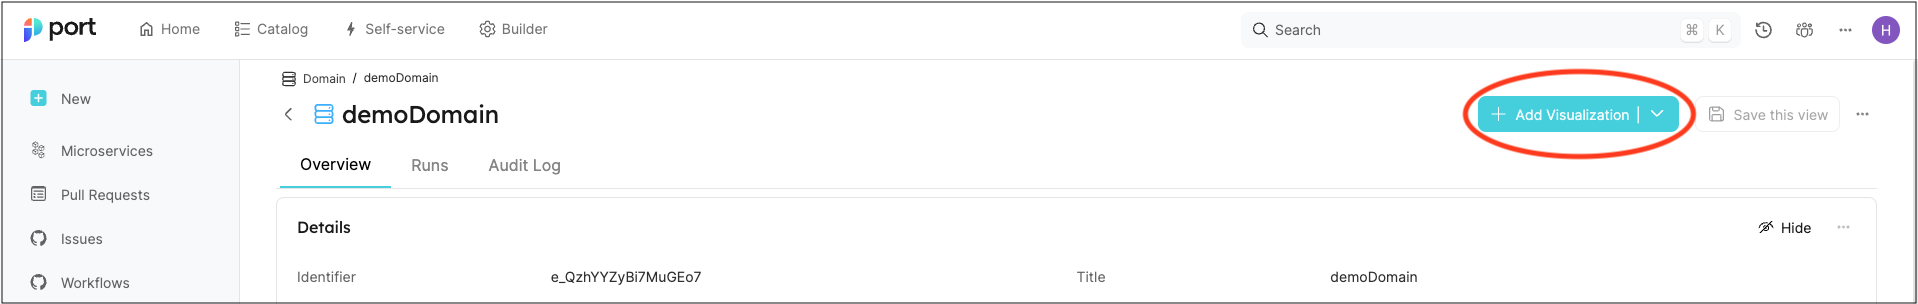 port Home Catalog Self-service Builder Search ⌘ K H
New
Microservices
Pull Requests
Issues
Workflows
Domain / demoDomain
demoDomain
+ Add Visualization | Save this view
Overview Runs Audit Log
Details Hide
Identifier e_QzhYYZyBi7MuGEo7 Title demoDomain